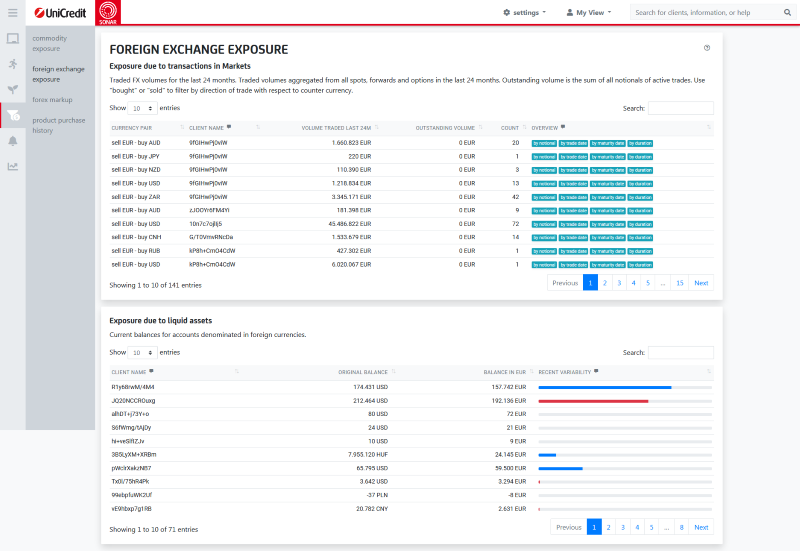 UniCredit
SONAR
settings
My View
Search for clients, information, or help
commodity
exposure
foreign exchange
exposure
forex markup
product purchase
history
FOREIGN EXCHANGE EXPOSURE
Exposure due to transactions in Markets
Traded FX volumes for the last 24 months. Traded volumes aggregated from all spots, forwards and options in the last 24 months. Outstanding volume is the sum of all notionals of active trades. Use
"bought" or "sold" to filter by direction of trade with respect to counter currency.
Show 10 entries
Search:
CURRENCY PAIR CLIENT NAME VOLUME TRADED LAST 24M OUTSTANDING VOLUME COUNT OVERVIEW
sell EUR - buy AUD 9fGIHwPj0viW 1.660.823 EUR 0 EUR 20 by notional by trade date by maturity date by duration
sell EUR - buy JPY 9fGIHwPj0viW 220 EUR 0 EUR 1 by notional by trade date by maturity date by duration
sell EUR - buy NZD 9fGIHwPj0viW 110.390 EUR 0 EUR 3 by notional by trade date by maturity date by duration
sell EUR - buy USD 9fGIHwPj0viW 1.218.834 EUR 0 EUR 13 by notional by trade date by maturity date by duration
sell EUR - buy ZAR 9fGIHwPj0viW 3.345.171 EUR 0 EUR 42 by notional by trade date by maturity date by duration
sell EUR - buy AUD 181.398 EUR 0 EUR 9 by notional by trade date by maturity date by duration
sell EUR - buy USD 45.486.822 EUR 0 EUR 72 by notional by trade date by maturity date by duration
sell EUR - buy CNH 1.533.679 EUR 0 EUR 14 by notional by trade date by maturity date by duration
sell EUR - buy RUB kP8h+CmO4CdW 427.302 EUR 0 EUR 1 by notional by trade date by maturity date by duration
sell EUR - buy USD kP8h+CmO4CdW 6.020.067 EUR 0 EUR 1 by notional by trade date by maturity date by duration
Showing 1 to 10 of 141 entries
Previous 1 2 3 4 5 ... 15 Next
Exposure due to liquid assets
Current balances for accounts denominated in foreign currencies.
Show 10 entries
Search:
CLIENT NAME ORIGINAL BALANCE BALANCE IN EUR RECENT VARIABILITY
R1y68rwM/4M4 174.431 USD 157.742 EUR
JQ20NCCROuxg 212.464 USD 192.136 EUR
alhDT+j73Y+o 80 USD 72 EUR
S6fWmg/tAjDy 24 USD 21 EUR
10 USD 9 EUR
3B5LyXM+XRBm 7.955.120 HUF 24.145 EUR
65.795 USD 59.500 EUR
3.642 USD 3.294 EUR
99ebpfuWK2Uf -37 PLN -8 EUR
vE9hbxp7g1RB 20.782 CNY 2.631 EUR
Showing 1 to 10 of 71 entries
Previous 1 2 3 4 5 ... 8 Next